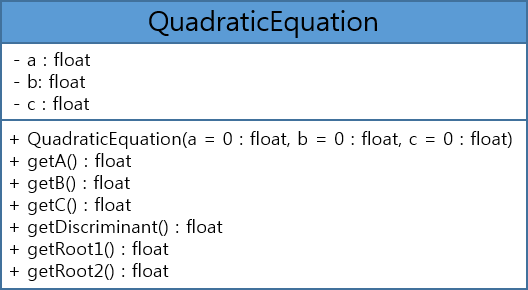 QuadraticEquation
- a : float
- b: float
- c : float
+ QuadraticEquation(a = 0 : float, b = 0 : float, c = 0 : float)
+ getA() : float
+ getB() : float
+ getC() : float
+ getDiscriminant() : float
+ getRoot1() : float
+ getRoot2() : float